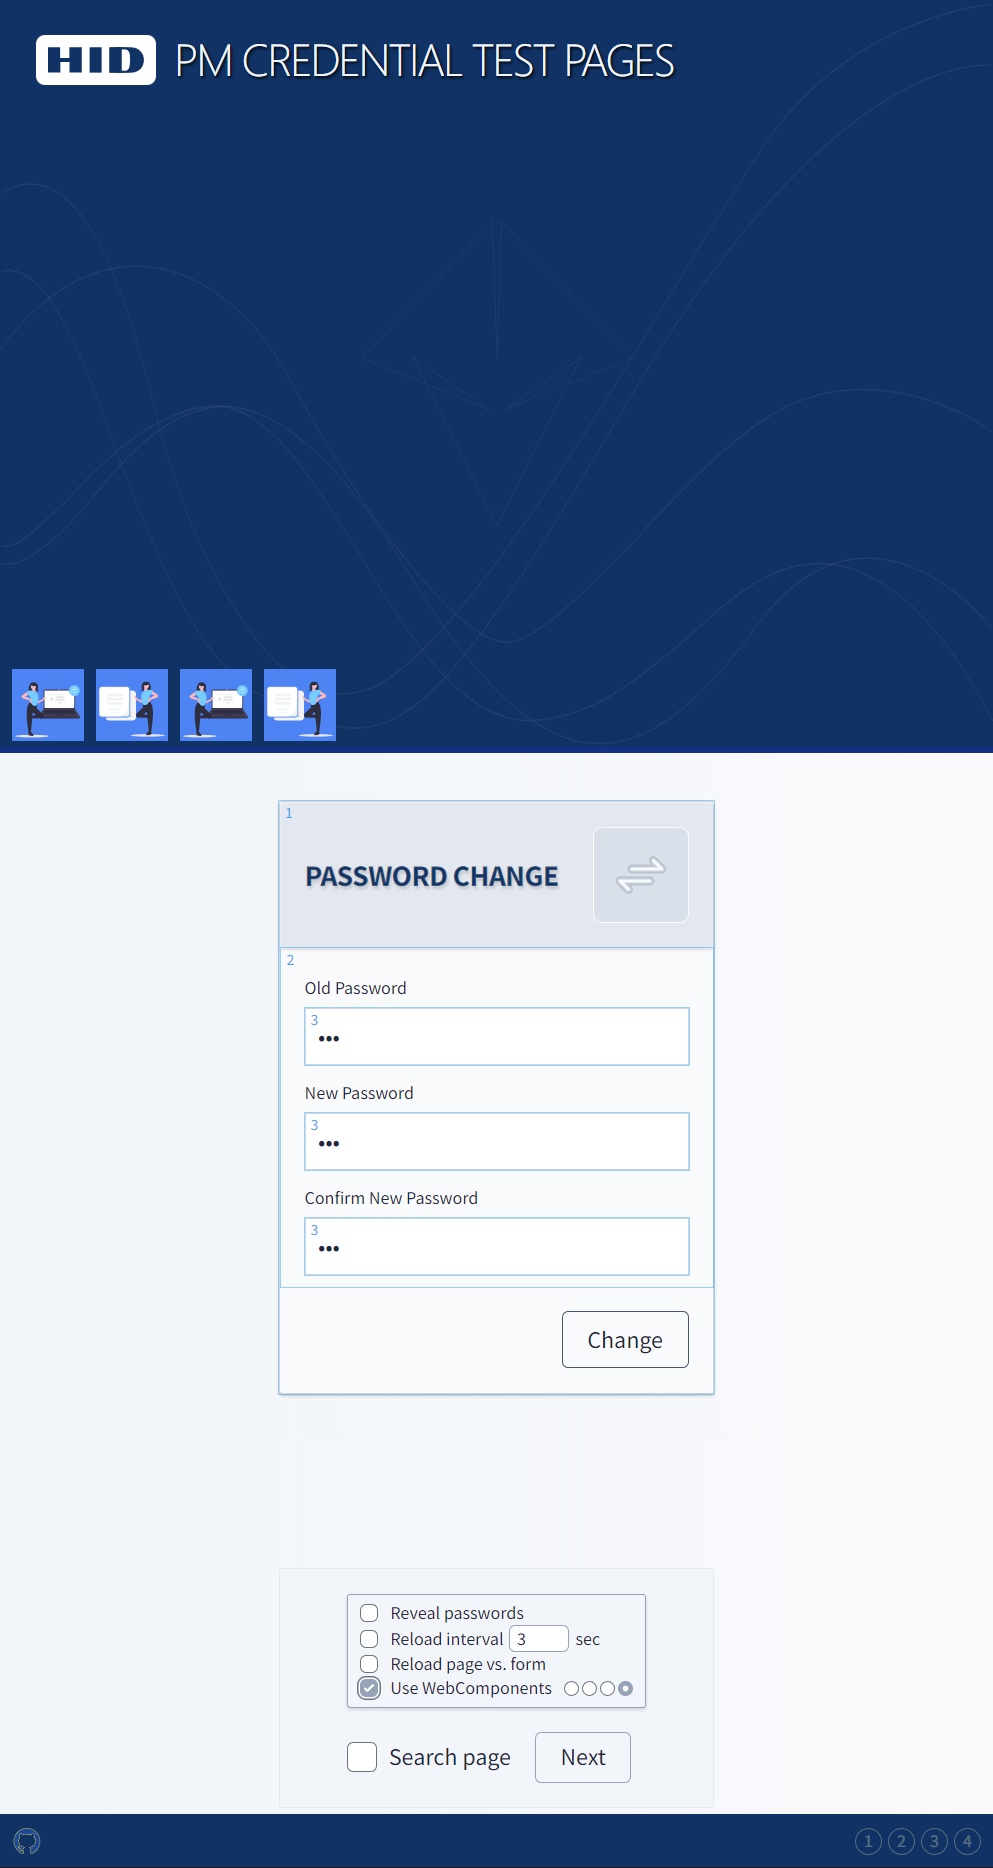 HID PM CREDENTIAL TEST PAGES
1
PASSWORD CHANGE
2
Old Password
3
•••
New Password
3
•••
Confirm New Password
3
•••
Change
Reveal passwords
Reload interval 3 sec
Reload page vs. form
Use WebComponents
Search page Next
1 2 3 4